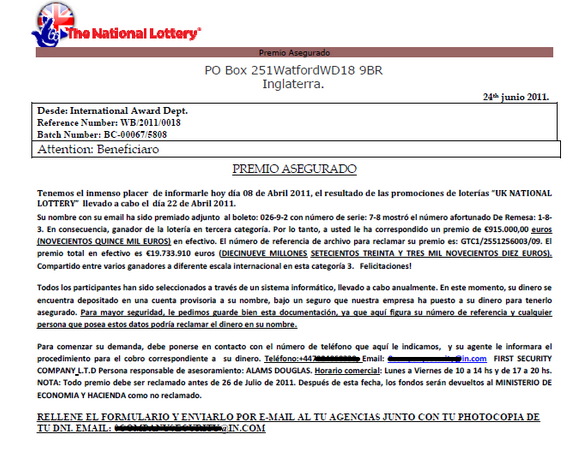 The National Lottery®
Premio Asegurado
PO Box 251WatfordWD18 9BR
Inglaterra.
24th junio 2011.
Desde: International Award Dept.
Reference Number: WB/2011/0018
Batch Number: BC-00067/5808
Attention: Beneficiaro
PREMIO ASEGURADO
Tenemos el inmenso placer de informarle hoy día 08 de Abril 2011, el resultado de las promociones de loterías "UK NATIONAL
LOTTERY" llevado a cabo el día 22 de Abril 2011.
Su nombre con su email ha sido premiado adjunto al boleto: 026-9-2 con número de serie: 7-8 mostró el número afortunado De Remesa: 1-8-
3. En consecuencia, ganador de la lotería en tercera categoría. Por lo tanto, a usted le ha correspondido un premio de €915.000,00 euros
(NOVECIENTOS QUINCE MIL EUROS) en efectivo. El número de referencia de archivo para reclamar su premio es: GTC1/2551256003/09. El
premio total en efectivo es €19.733.910 euros (DIECINUEVE MILLONES SETECIENTOS TREINTA Y TRES MIL NOVECIENTOS DIEZ EUROS).
Compartido entre varios ganadores a diferente escala internacional en esta categoría 3. Felicitaciones!
Todos los participantes han sido seleccionados a través de un sistema informático, llevado a cabo anualmente. En este momento, su dinero se
encuentra depositado en una cuenta provisoria a su nombre, bajo un seguro que nuestra empresa ha puesto a su dinero para tenerlo
asegurado. Para mayor seguridad, le pedimos guarde bien esta documentación, ya que aquí figura su número de referencia y cualquier
persona que posea estos datos podría reclamar el dinero en su nombre.
Para comenzar su demanda, debe ponerse en contacto con el número de teléfono que aquí le indicamos, y su agente le informara el
procedimiento para el cobro correspondiente a su dinero. Teléfono:+447 Email: @in.com FIRST SECURITY
COMPANY L.T.D Persona responsable de asesoramiento: ALAMS DOUGLAS. Horario comercial: Lunes a Viernes de 10 a 14 hs y de 17 a 20 hs.
NOTA: Todo premio debe ser reclamado antes de 26 de Julio de 2011. Después de esta fecha, los fondos serán devueltos al MINISTERIO DE
ECONOMIA Y HACIENDA como no reclamado.
RELLENE EL FORMULARIO Y ENVIARLO POR E-MAIL AL TU AGENCIAS JUNTO CON TU PHOTOCOPIA DE
TU DNI. EMAIL: @IN.COM